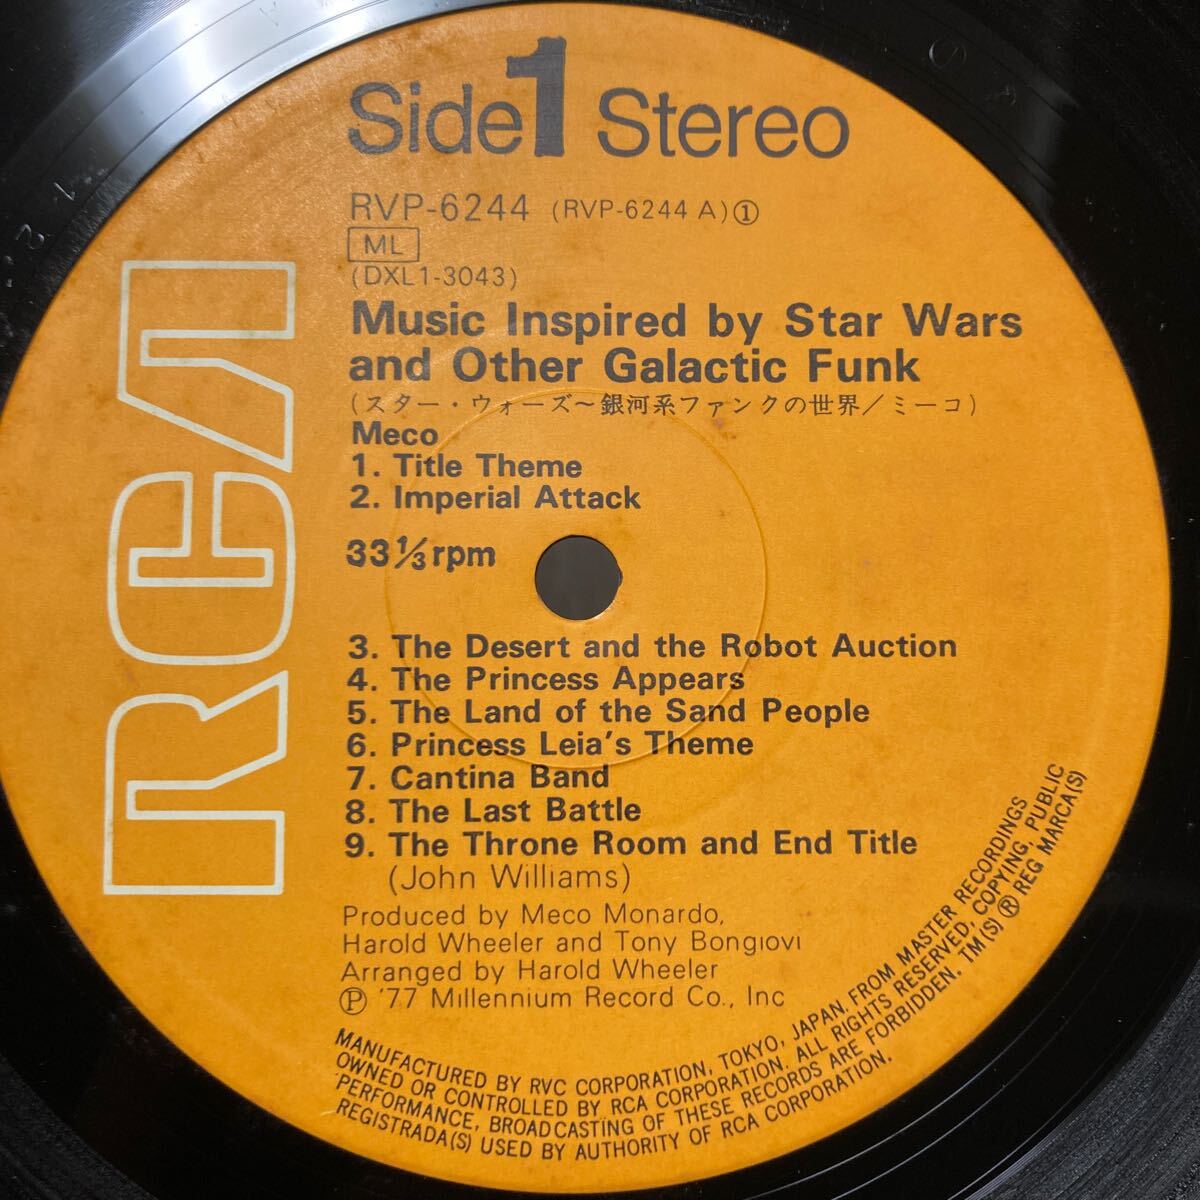 Side 1 Stereo
RVP-6244 (RVP-6244 A)①
ML
(DXL1-3043)
Music Inspired by Star Wars
and Other Galactic Funk
(スター・ウォーズ～銀河系ファンクの世界／ミーコ)
Meco
1. Title Theme
2. Imperial Attack
33⅓rpm
3. The Desert and the Robot Auction
4. The Princess Appears
5. The Land of the Sand People
6. Princess Leia's Theme
7. Cantina Band
8. The Last Battle
9. The Throne Room and End Title
(John Williams)
Produced by Meco Monardo,
Harold Wheeler and Tony Bongiovi
Arranged by Harold Wheeler
Ⓟ '77 Millennium Record Co., Inc
MANUFACTURED BY RVC CORPORATION, TOKYO, JAPAN. FROM MASTER RECORDINGS
OWNED OR CONTROLLED BY RCA CORPORATION. ALL RIGHTS RESERVED, COPYING, PUBLIC
PERFORMANCE, BROADCASTING OF THESE RECORDS ARE FORBIDDEN. TM(S) ® REG MARCA(S)
REGISTRADA(S) USED BY AUTHORITY OF RCA CORPORATION.
RCA
2 1